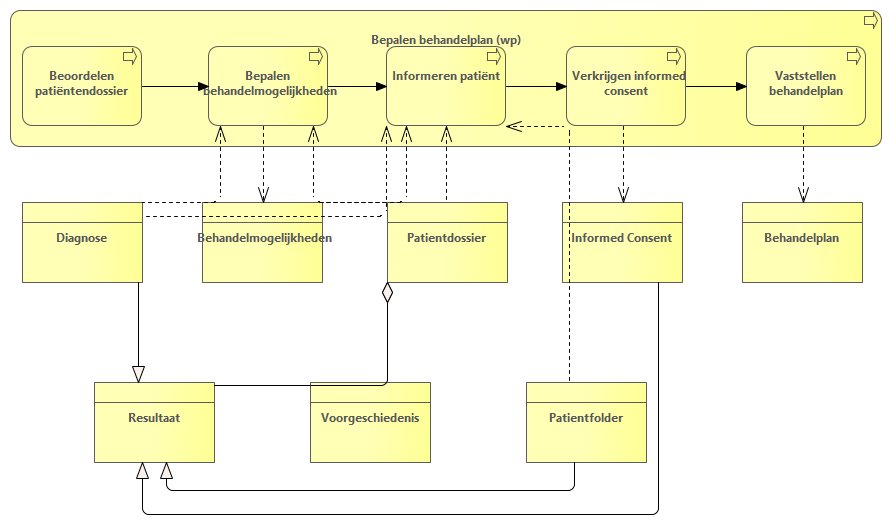 Bepalen behandelplan (wp)
Beoordelen
patiëntendossier
Bepalen
behandelmogelijkheden
Informeren patiënt
Verkrijgen informed
consent
Vaststellen
behandelplan
Diagnose
Behandelmogelijkheden
Patientdossier
Informed Consent
Behandelplan
Resultaat
Voorgeschiedenis
Patientfolder